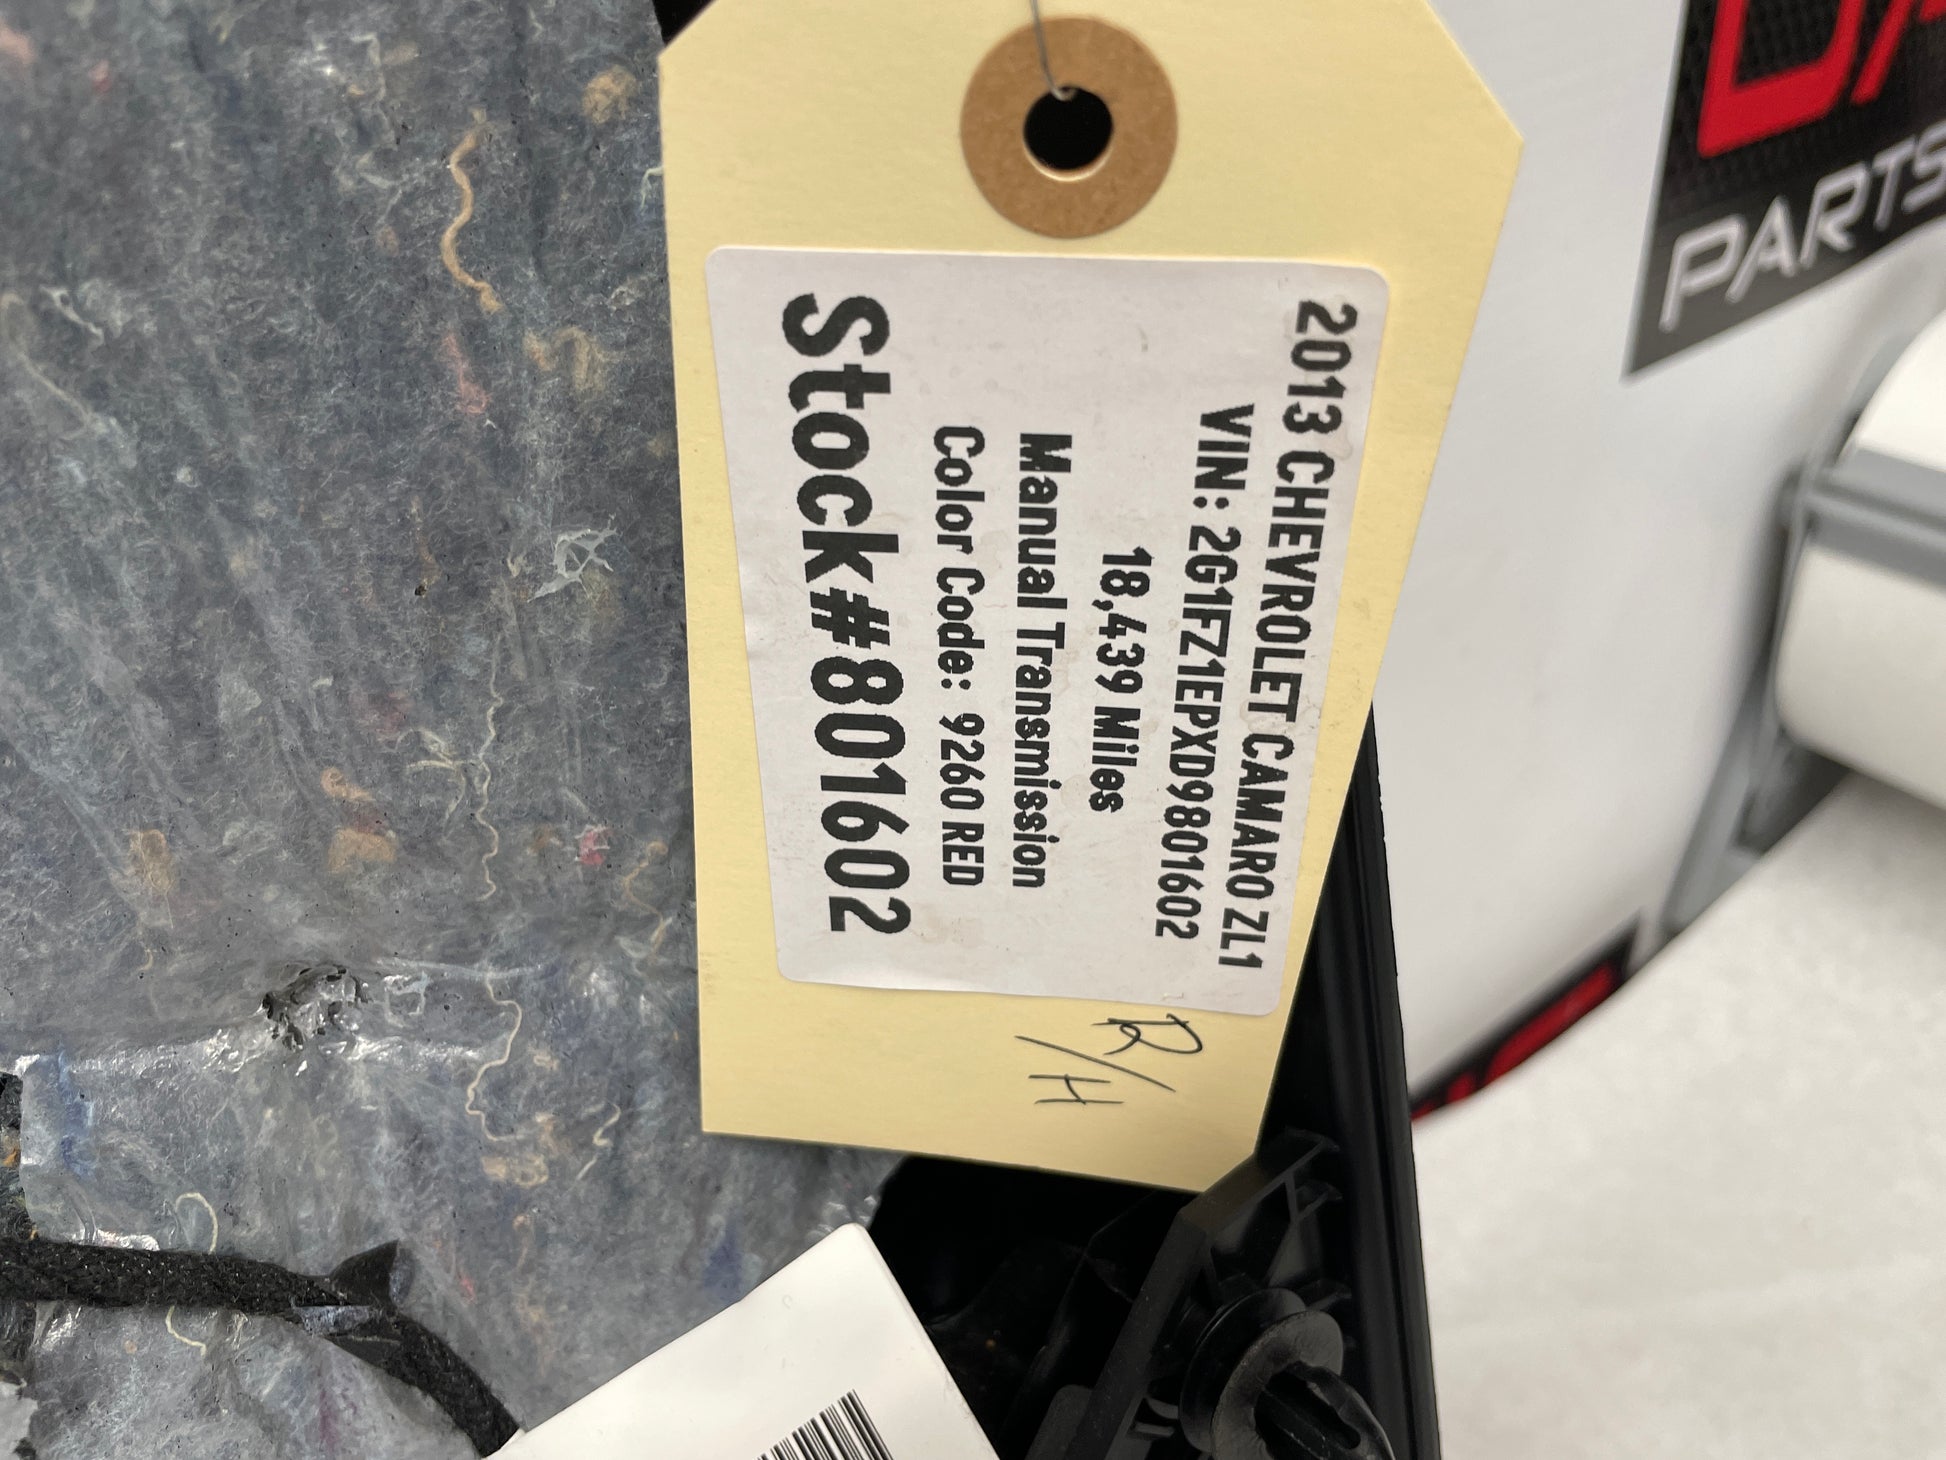 2013 CHEVROLET CAMARO ZL1
VIN: 2G1FZ1EPXD9801602
18,439 Miles
Manual Transmission
Color Code: 9260 RED
Stock#801602
R/H
PARTS